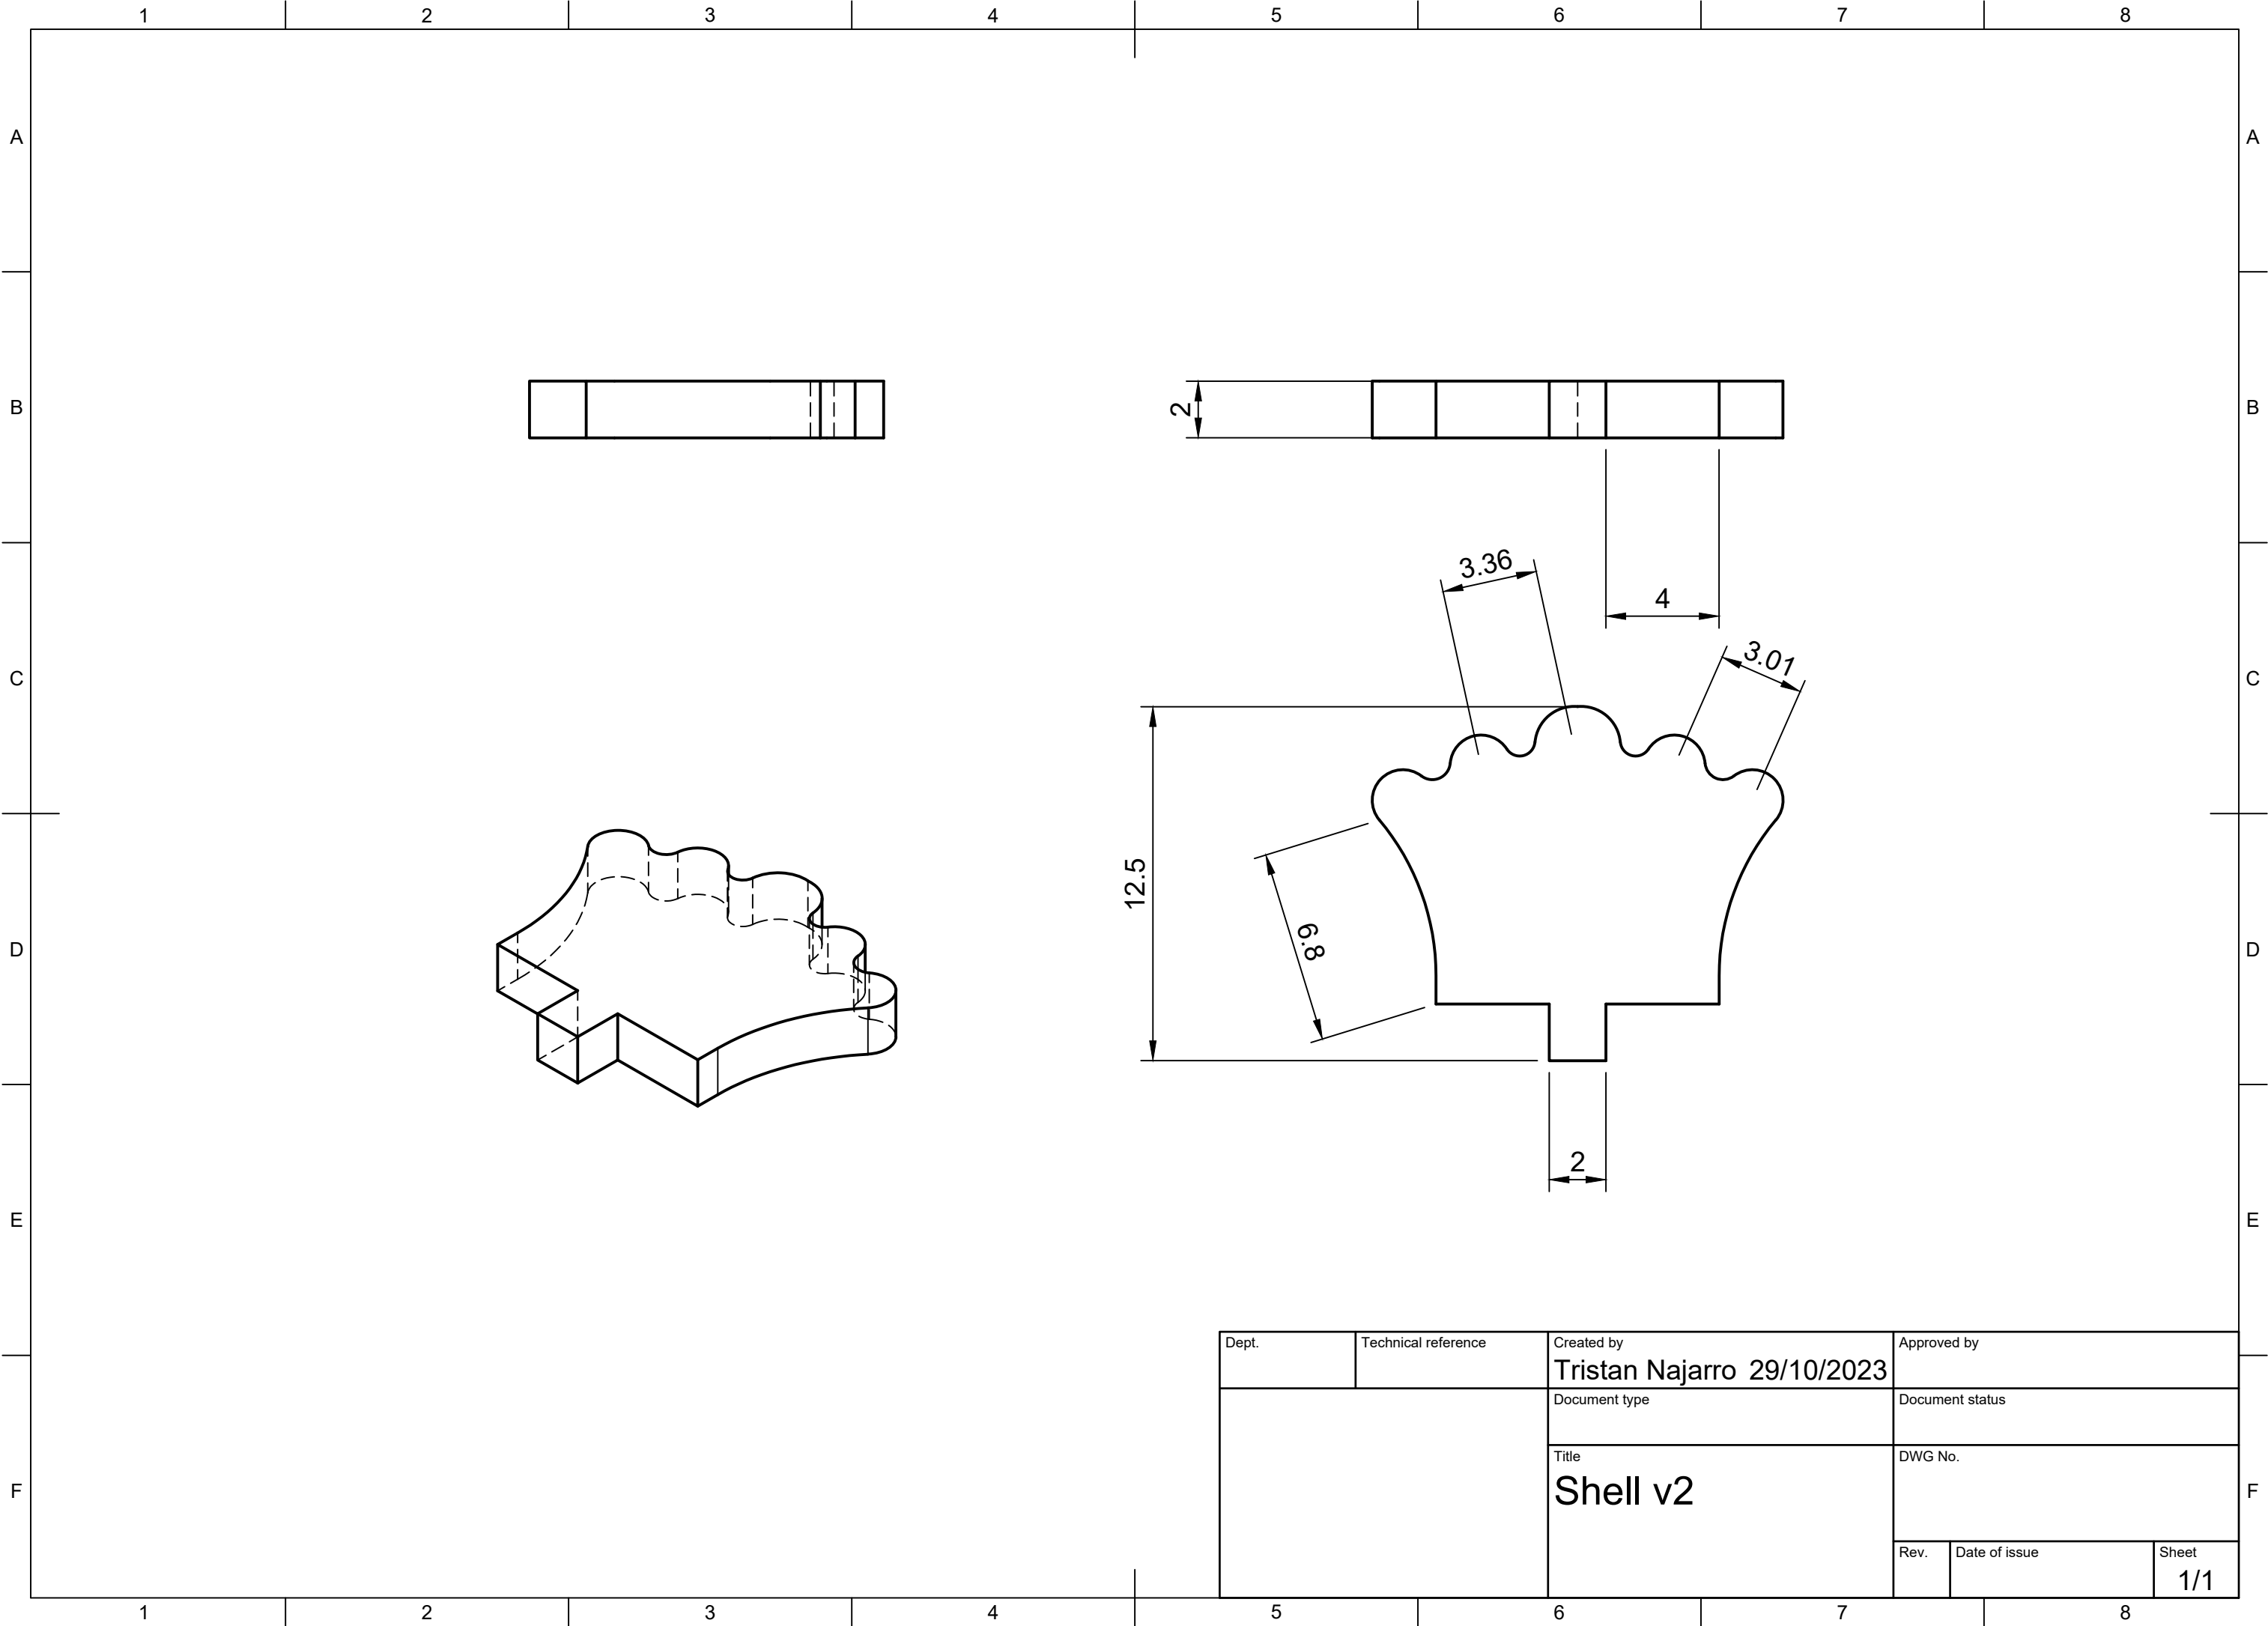 1 2 3 4 5 6 7 8
A A
B B
2
3.36
4
C C
3.01
12.5
6.8
D D
2
E E
Dept. Technical reference Created by Approved by
Tristan Najarro 29/10/2023
Document type Document status
Title DWG No.
Shell v2
F F
Rev. Date of issue Sheet
1/1
1 2 3 4 5 6 7 8